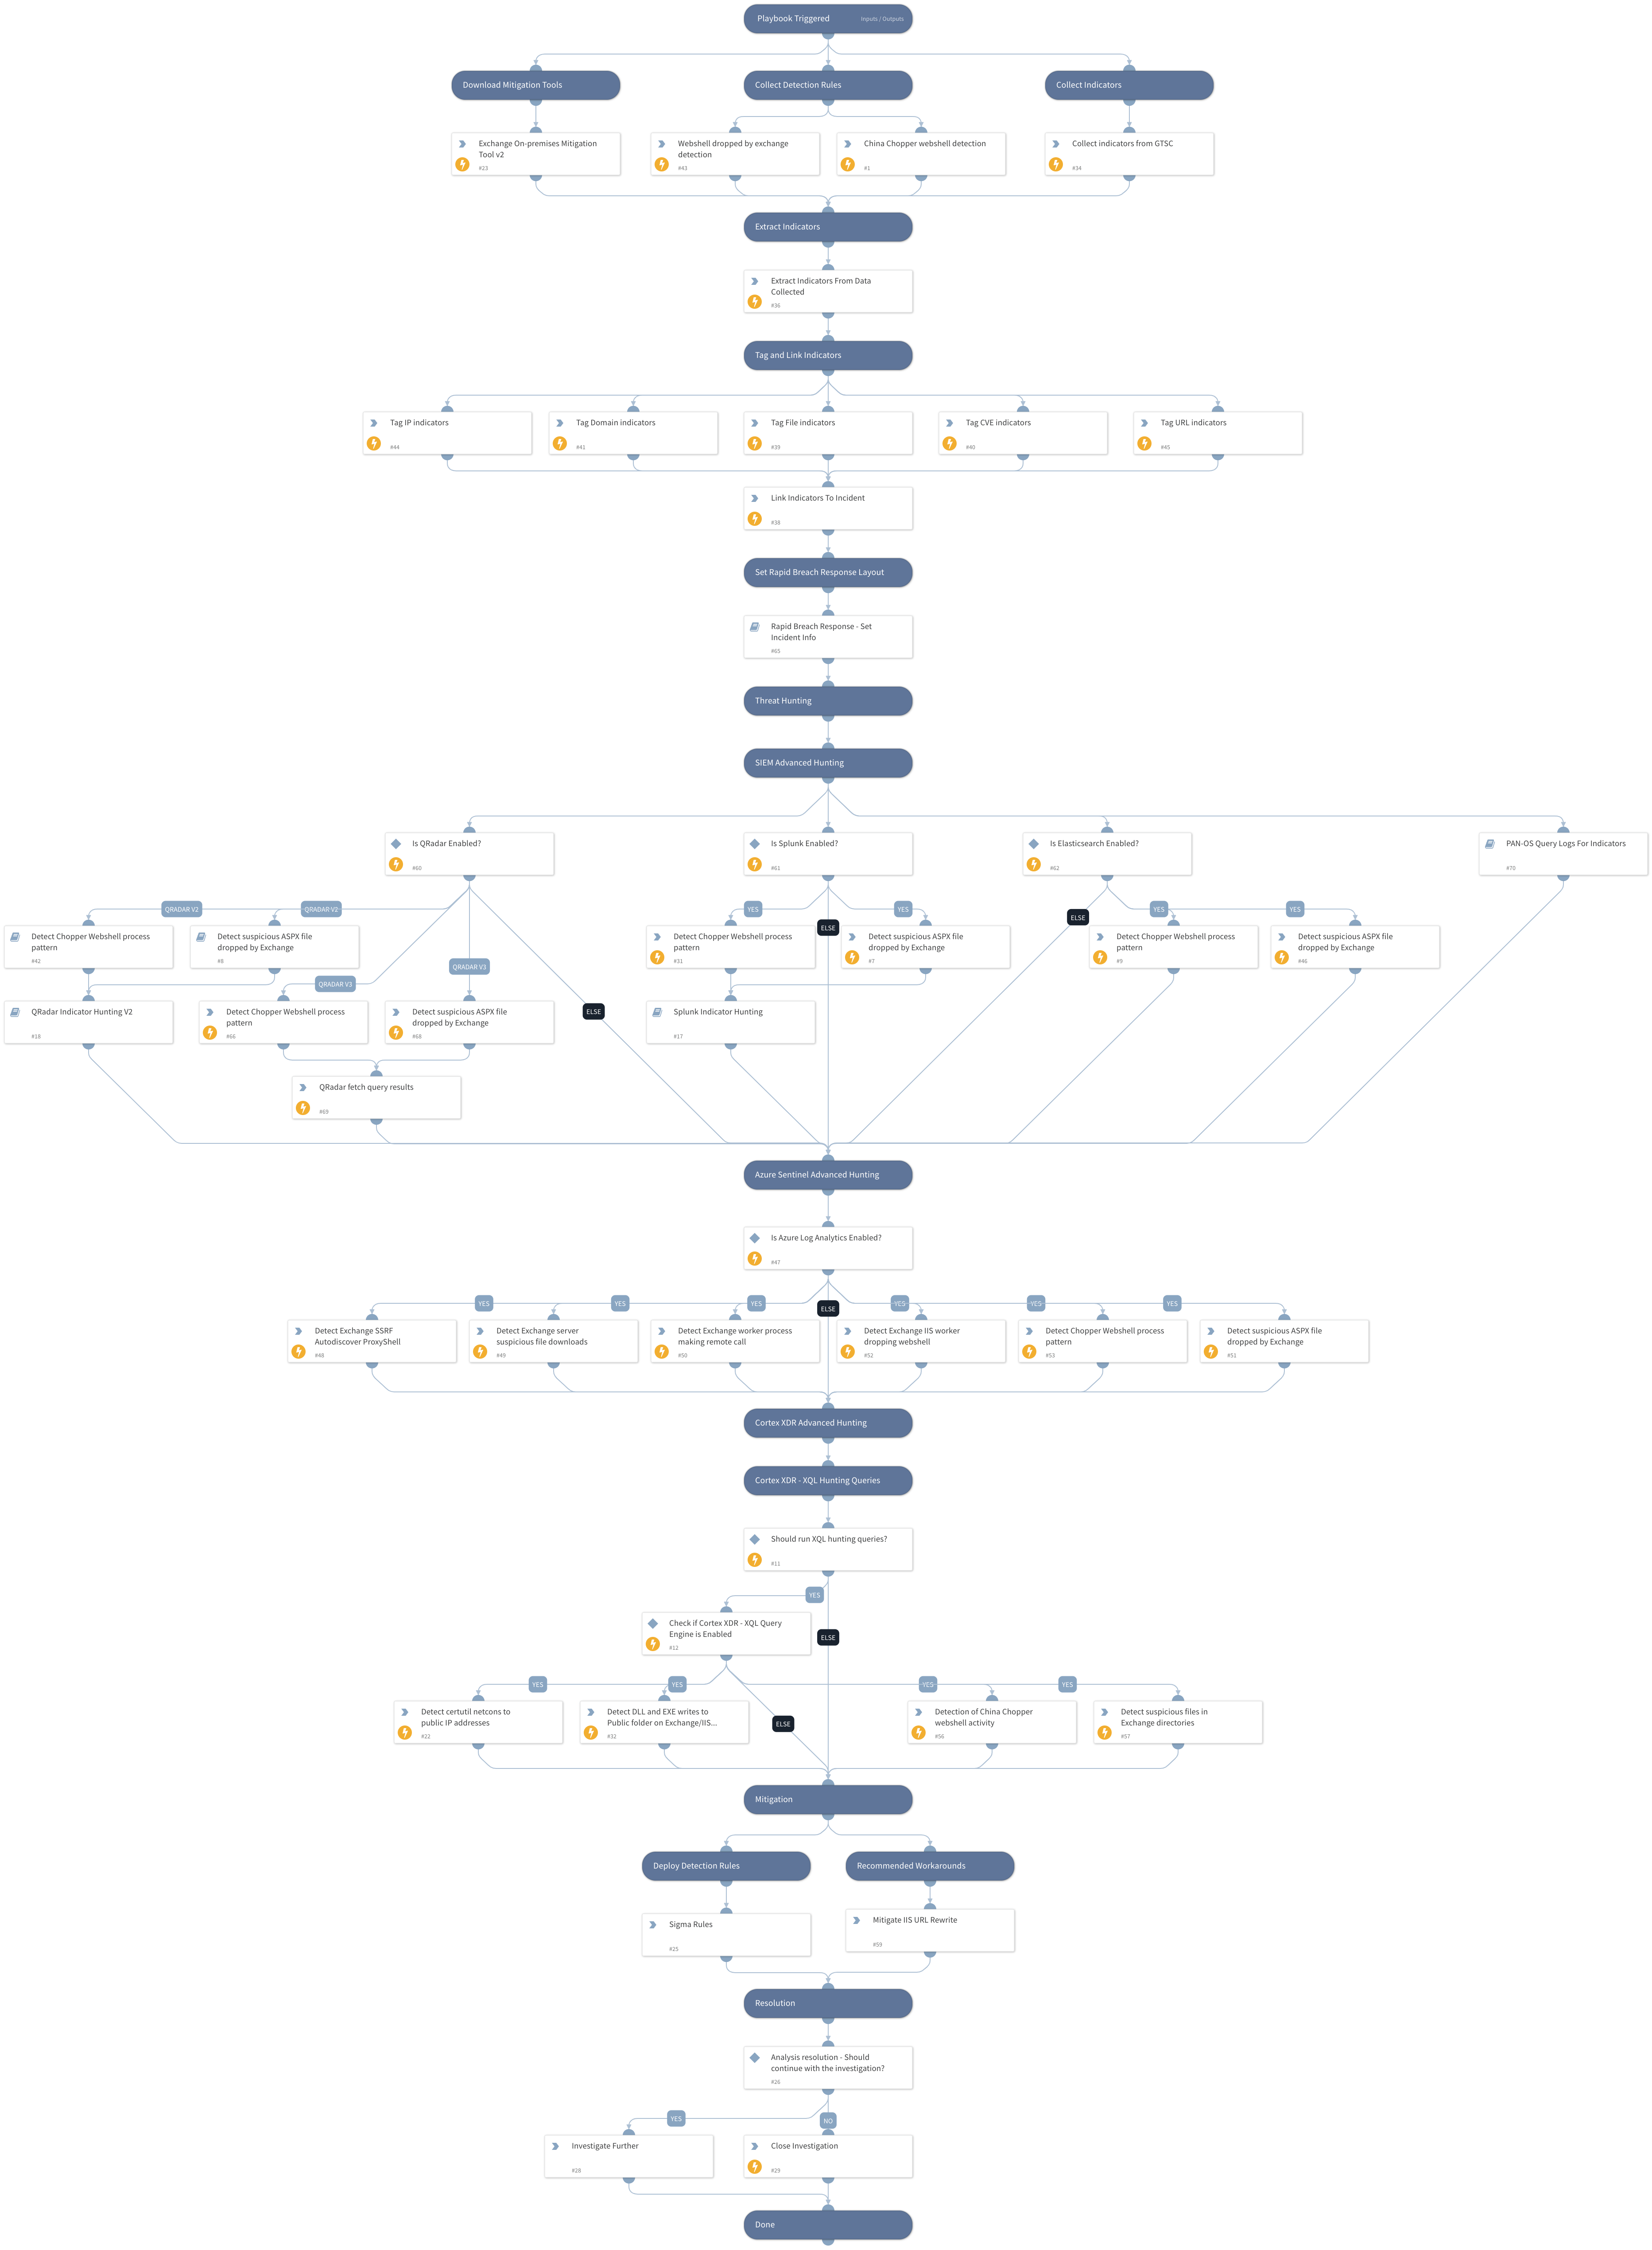 Playbook Triggered
Inputs / Outputs
Download Mitigation Tools
Collect Detection Rules
Collect Indicators
Exchange On-premises Mitigation
Tool v2
#23
Webshell dropped by exchange
detection
#43
China Chopper webshell detection
#1
Collect indicators from GTSC
#34
Extract Indicators
Extract Indicators From Data
Collected
#36
Tag and Link Indicators
Tag IP indicators
#44
Tag Domain indicators
#41
Tag File indicators
#39
Tag CVE indicators
#40
Tag URL indicators
#45
Link Indicators To Incident
#38
Set Rapid Breach Response Layout
Rapid Breach Response - Set
Incident Info
#65
Threat Hunting
SIEM Advanced Hunting
Is QRadar Enabled?
#60
Is Splunk Enabled?
#61
Is Elasticsearch Enabled?
#62
PAN-OS Query Logs For Indicators
#70
QRADAR V2
QRADAR V2
YES
YES
YES
YES
ELSE
ELSE
Detect Chopper Webshell process
pattern
#42
Detect suspicious ASPX file
dropped by Exchange
#8
Detect Chopper Webshell process
pattern
#31
Detect suspicious ASPX file
dropped by Exchange
#7
Detect Chopper Webshell process
pattern
#9
Detect suspicious ASPX file
dropped by Exchange
#46
QRADAR V3
QRADAR V3
QRadar Indicator Hunting V2
#18
Detect Chopper Webshell process
pattern
#66
Detect suspicious ASPX file
dropped by Exchange
#68
ELSE
Splunk Indicator Hunting
#17
QRadar fetch query results
#69
Azure Sentinel Advanced Hunting
Is Azure Log Analytics Enabled?
#47
YES
YES
YES
ELSE
YES
YES
YES
Detect Exchange SSRF
Autodiscover ProxyShell
#48
Detect Exchange server
suspicious file downloads
#49
Detect Exchange worker process
making remote call
#50
Detect Exchange IIS worker
dropping webshell
#52
Detect Chopper Webshell process
pattern
#53
Detect suspicious ASPX file
dropped by Exchange
#51
Cortex XDR Advanced Hunting
Cortex XDR - XQL Hunting Queries
Should run XQL hunting queries?
#11
YES
Check if Cortex XDR - XQL Query
Engine is Enabled
#12
ELSE
YES
YES
YES
YES
Detect certutil netcons to
public IP addresses
#22
Detect DLL and EXE writes to
Public folder on Exchange/IIS...
#32
ELSE
Detection of China Chopper
webshell activity
#56
Detect suspicious files in
Exchange directories
#57
Mitigation
Deploy Detection Rules
Recommended Workarounds
Sigma Rules
#25
Mitigate IIS URL Rewrite
#59
Resolution
Analysis resolution - Should
continue with the investigation?
#26
YES
NO
Investigate Further
#28
Close Investigation
#29
Done